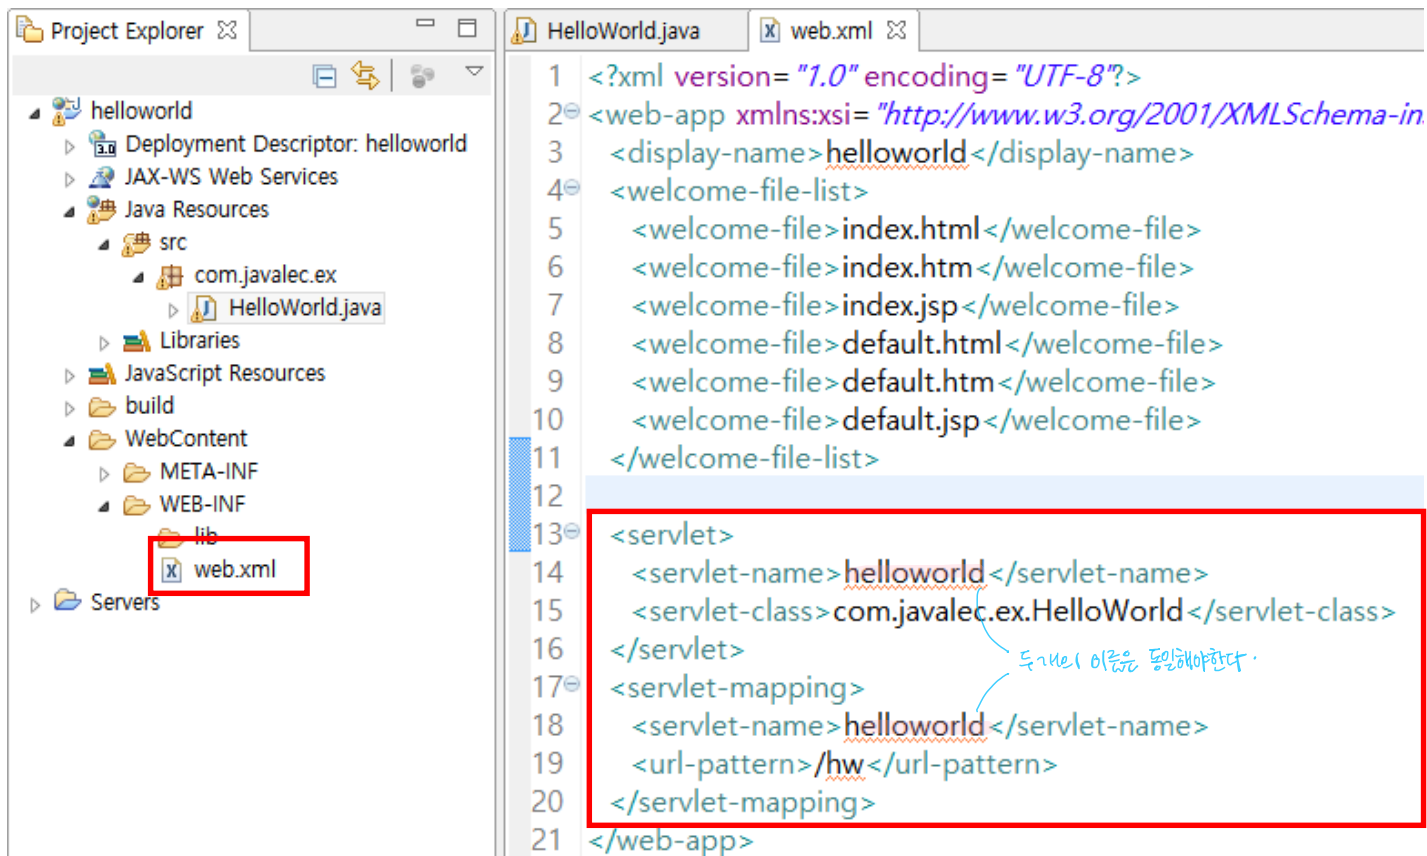 Project Explorer
helloworld
Deployment Descriptor: helloworld
JAX-WS Web Services
Java Resources
src
com.javalec.ex
HelloWorld.java
Libraries
JavaScript Resources
build
WebContent
META-INF
WEB-INF
lib
web.xml
Servers
HelloWorld.java
web.xml
1 <?xml version="1.0" encoding="UTF-8"?>
2 <web-app xmlns:xsi="http://www.w3.org/2001/XMLSchema-in
3 <display-name>helloworld</display-name>
4 <welcome-file-list>
5 <welcome-file>index.html</welcome-file>
6 <welcome-file>index.htm</welcome-file>
7 <welcome-file>index.jsp</welcome-file>
8 <welcome-file>default.html</welcome-file>
9 <welcome-file>default.htm</welcome-file>
10 <welcome-file>default.jsp</welcome-file>
11 </welcome-file-list>
12
13 <servlet>
14 <servlet-name>helloworld</servlet-name>
15 <servlet-class>com.javalec.ex.HelloWorld</servlet-class>
16 </servlet>
두개의 이름은 동일해야한다.
17 <servlet-mapping>
18 <servlet-name>helloworld</servlet-name>
19 <url-pattern>/hw</url-pattern>
20 </servlet-mapping>
21 </web-app>